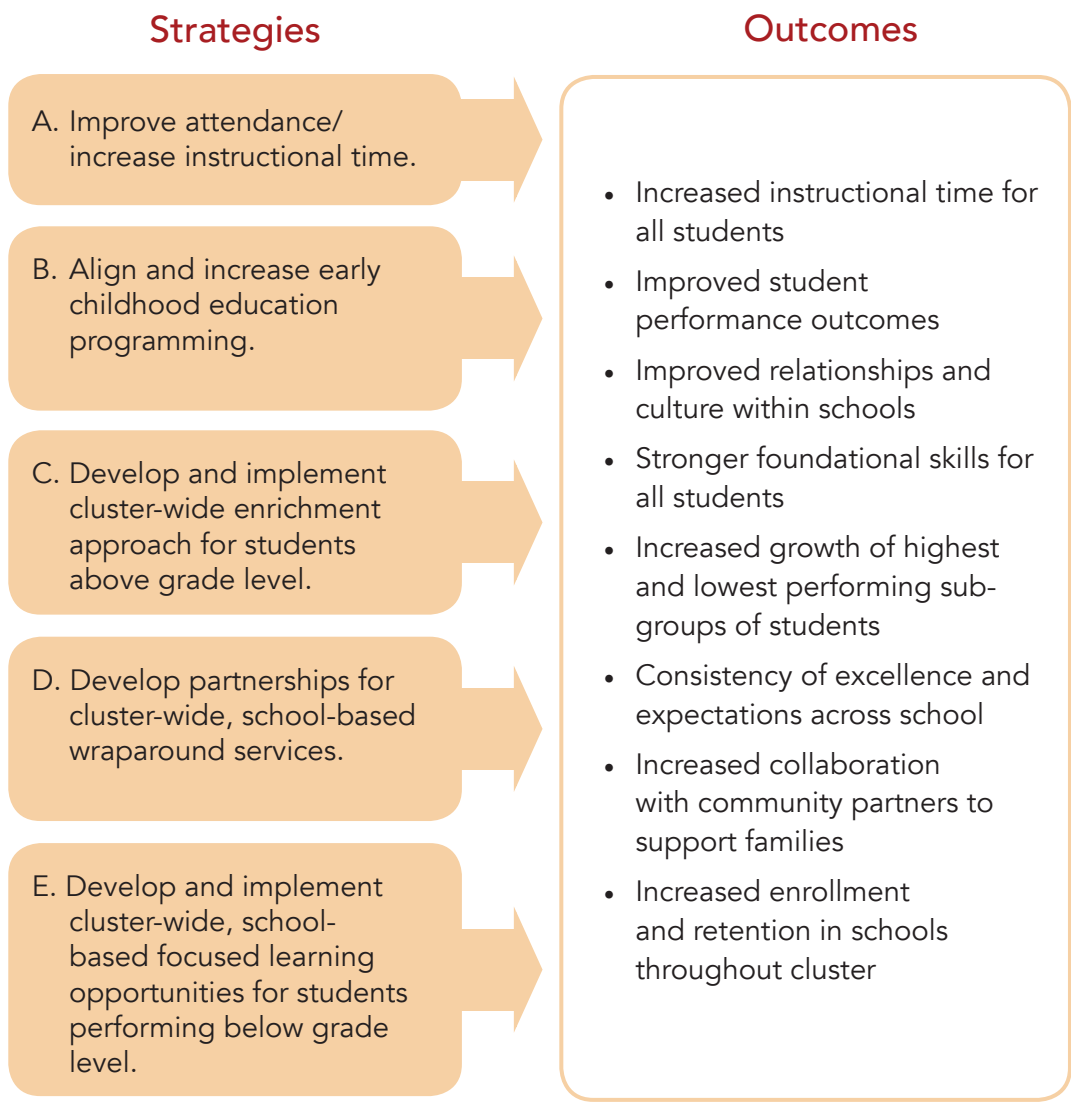 Strategies
A. Improve attendance/
increase instructional time.
B. Align and increase early
childhood education
programming.
C. Develop and implement
cluster-wide enrichment
approach for students
above grade level.
D. Develop partnerships for
cluster-wide, school-based
wraparound services.
E. Develop and implement
cluster-wide, school-
based focused learning
opportunities for students
performing below grade
level.
Outcomes
• Increased instructional time for
all students
• Improved student
performance outcomes
• Improved relationships and
culture within schools
• Stronger foundational skills for
all students
• Increased growth of highest
and lowest performing sub-
groups of students
• Consistency of excellence and
expectations across school
• Increased collaboration
with community partners to
support families
• Increased enrollment
and retention in schools
throughout cluster